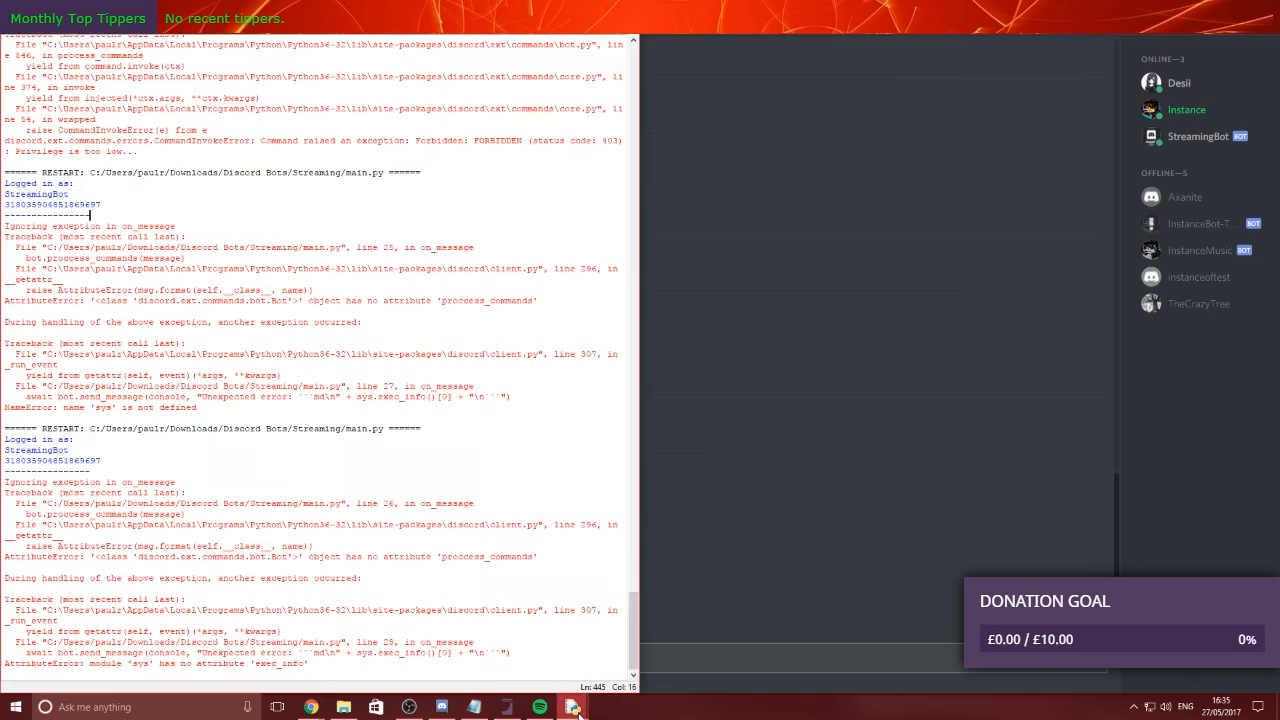 Monthly Top Tippers
No recent tippers.
Traceback (most recent call last):
File "C:\Users\paulr\AppData\Local\Programs\Python\Python36-32\lib\site-packages\discord\ext\commands\bot.py", lin
e 846, in process_commands
yield from command.invoke(ctx)
File "C:\Users\paulr\AppData\Local\Programs\Python\Python36-32\lib\site-packages\discord\ext\commands\core.py", li
ne 374, in invoke
yield from injected(*ctx.args, **ctx.kwargs)
File "C:\Users\paulr\AppData\Local\Programs\Python\Python36-32\lib\site-packages\discord\ext\commands\core.py", li
ne 54, in wrapped
raise CommandInvokeError(e) from e
discord.ext.commands.errors.CommandInvokeError: Command raised an exception: Forbidden: FORBIDDEN (status code: 403)
: Privilege is too low...
====== RESTART: C:/Users/paulr/Downloads/Discord Bots/Streaming/main.py ======
Logged in as:
StreamingBot
318035904851869697
----------------
Ignoring exception in on_message
Traceback (most recent call last):
File "C:/Users/paulr/Downloads/Discord Bots/Streaming/main.py", line 25, in on_message
bot.proccess_commands(message)
File "C:\Users\paulr\AppData\Local\Programs\Python\Python36-32\lib\site-packages\discord\client.py", line 296, in
__getattr__
raise AttributeError(msg.format(self.__class__, name))
AttributeError: '<class 'discord.ext.commands.bot.Bot'>' object has no attribute 'proccess_commands'
During handling of the above exception, another exception occurred:
Traceback (most recent call last):
File "C:\Users\paulr\AppData\Local\Programs\Python\Python36-32\lib\site-packages\discord\client.py", line 307, in
_run_event
yield from getattr(self, event)(*args, **kwargs)
File "C:/Users/paulr/Downloads/Discord Bots/Streaming/main.py", line 27, in on_message
await bot.send_message(console, "Unexpected error: ```md\n" + sys.exec_info()[0] + "\n```")
NameError: name 'sys' is not defined
====== RESTART: C:/Users/paulr/Downloads/Discord Bots/Streaming/main.py ======
Logged in as:
StreamingBot
318035904851869697
----------------
Ignoring exception in on_message
Traceback (most recent call last):
File "C:/Users/paulr/Downloads/Discord Bots/Streaming/main.py", line 26, in on_message
bot.proccess_commands(message)
File "C:\Users\paulr\AppData\Local\Programs\Python\Python36-32\lib\site-packages\discord\client.py", line 296, in
__getattr__
raise AttributeError(msg.format(self.__class__, name))
AttributeError: '<class 'discord.ext.commands.bot.Bot'>' object has no attribute 'proccess_commands'
During handling of the above exception, another exception occurred:
Traceback (most recent call last):
File "C:\Users\paulr\AppData\Local\Programs\Python\Python36-32\lib\site-packages\discord\client.py", line 307, in
_run_event
yield from getattr(self, event)(*args, **kwargs)
File "C:/Users/paulr/Downloads/Discord Bots/Streaming/main.py", line 28, in on_message
await bot.send_message(console, "Unexpected error: ```md\n" + sys.exec_info()[0] + "\n```")
AttributeError: module 'sys' has no attribute 'exec_info'
Ln: 445 Col: 16
ONLINE—3
Desii
Instance
StreamingBot BOT
OFFLINE—5
Axanite
InstanceBot-T... BOT
InstanceMusic BOT
instanceoftest
TheCrazyTree
DONATION GOAL
£0.00 / £10.00 0%
Ask me anything
ENG
16:35
27/05/2017